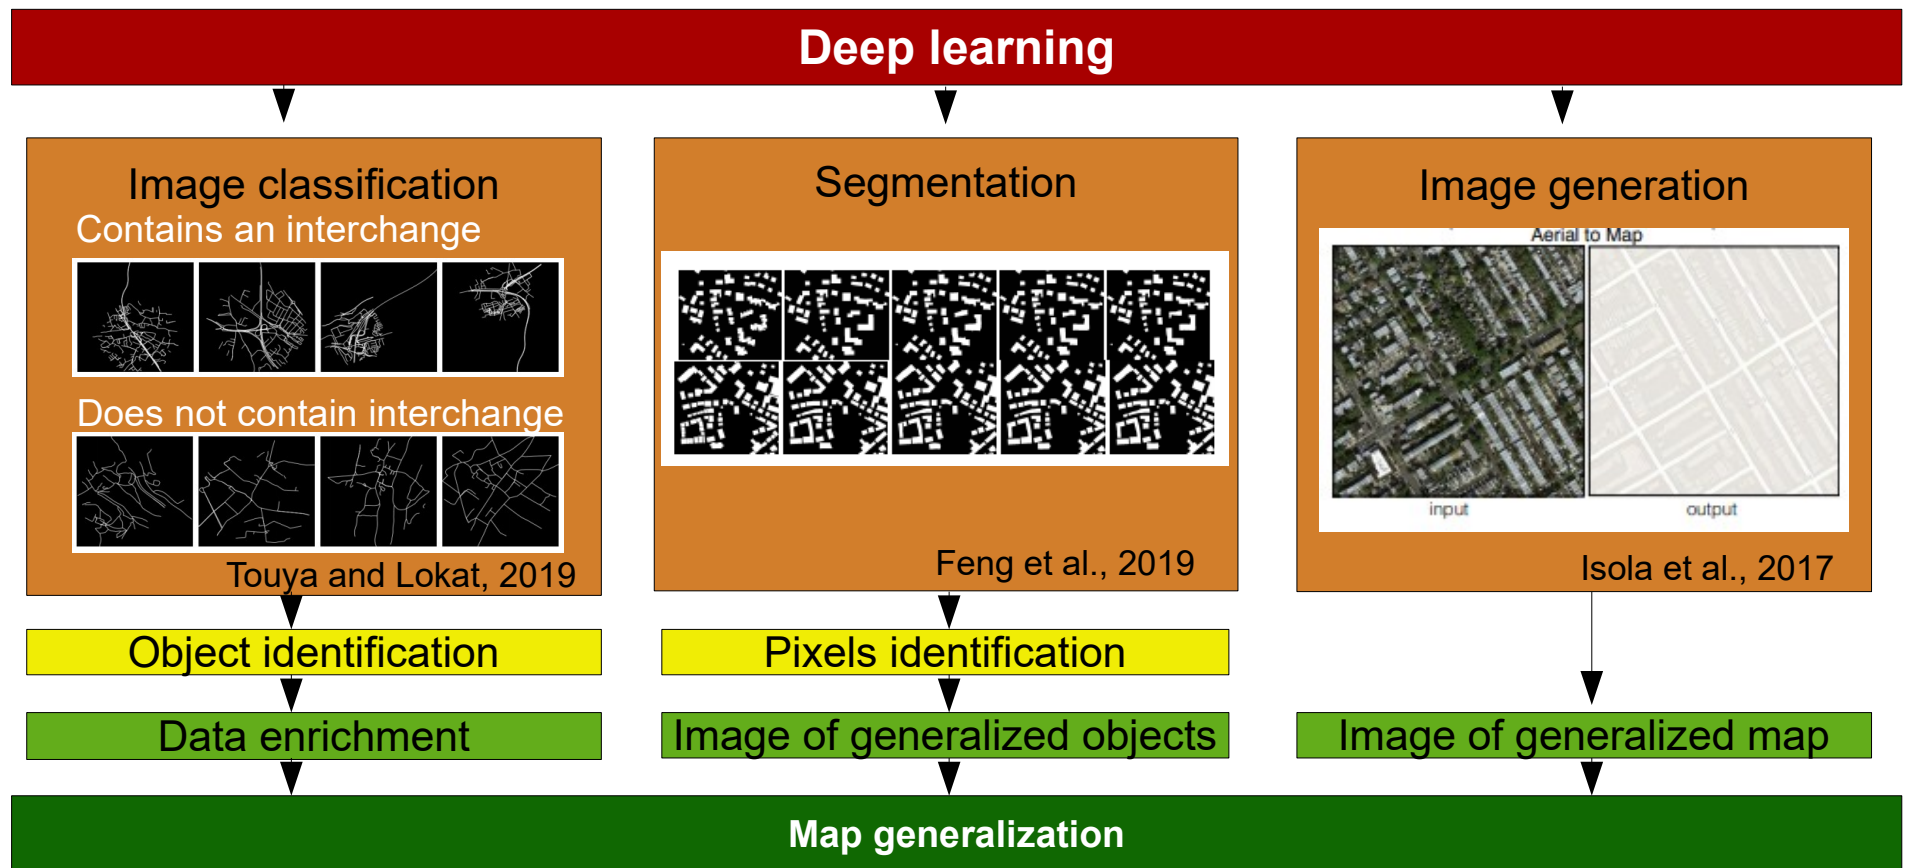 Deep learning
Image classification
Contains an interchange
Does not contain interchange
Touya and Lokat, 2019
Segmentation
Feng et al., 2019
Image generation
Aerial to Map
input
output
Isola et al., 2017
Object identification
Pixels identification
Data enrichment
Image of generalized objects
Image of generalized map
Map generalization